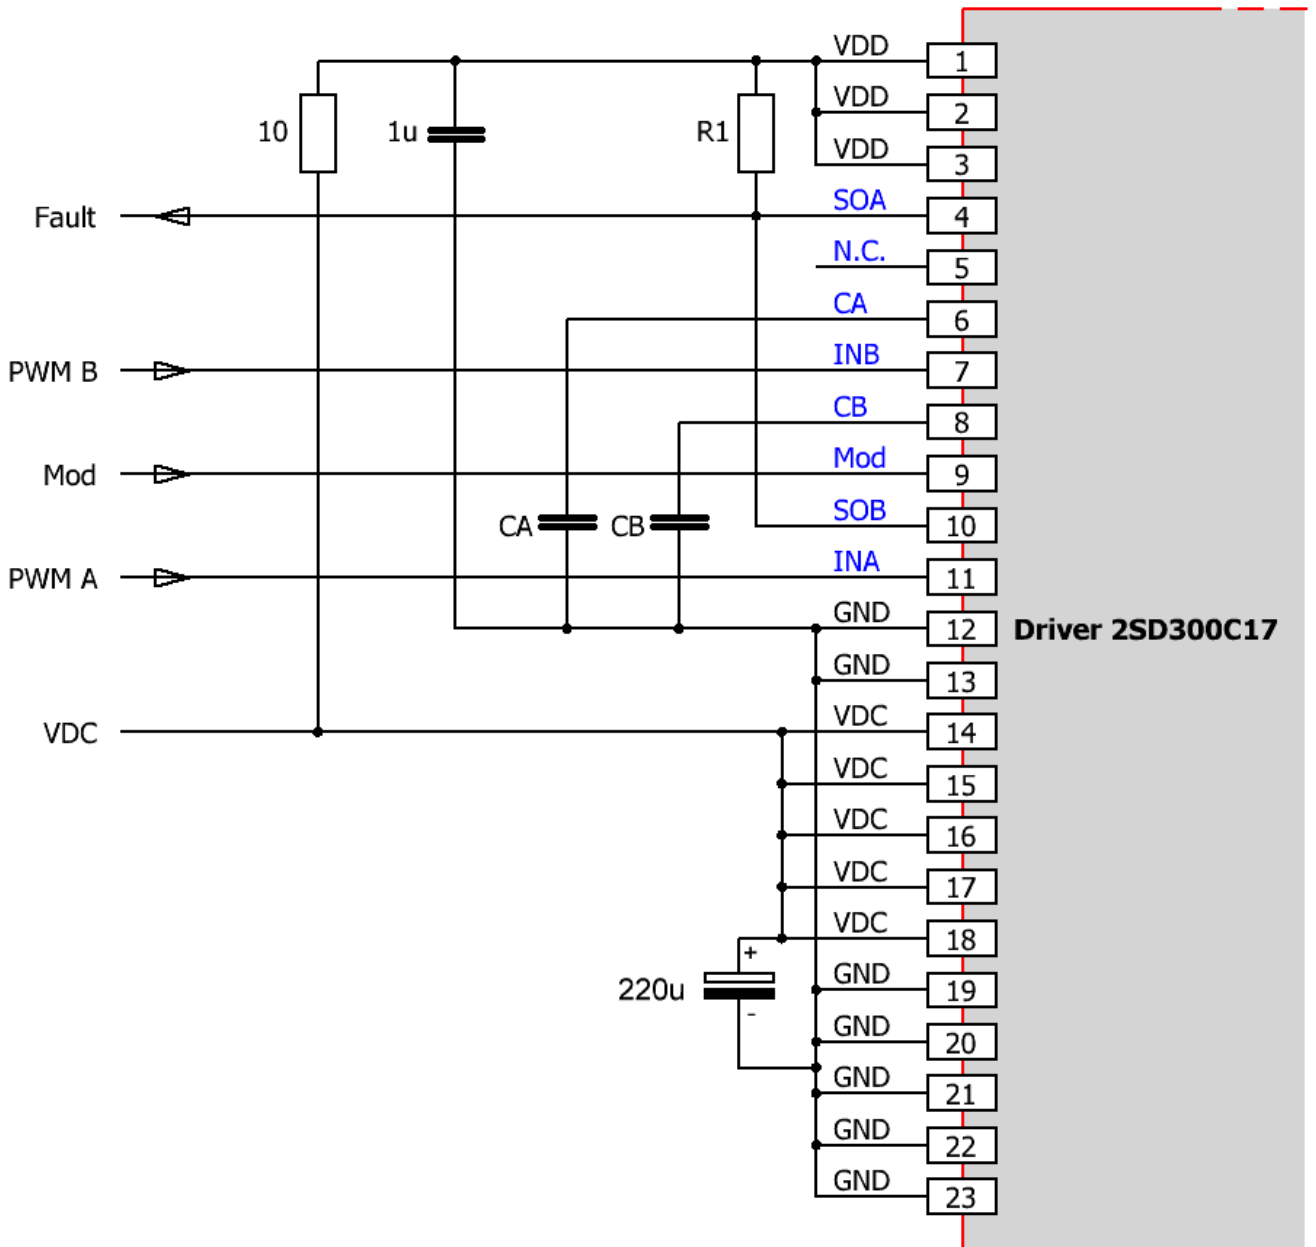 VDD 1
VDD 2
10 1u R1
VDD 3
Fault SOA 4
N.C. 5
CA 6
PWM B INB 7
CB 8
Mod Mod 9
CA CB SOB 10
PWM A INA 11
GND 12 Driver 2SD300C17
GND 13
VDC VDC 14
VDC 15
VDC 16
VDC 17
VDC 18
+
220u GND 19
-
GND 20
GND 21
GND 22
GND 23